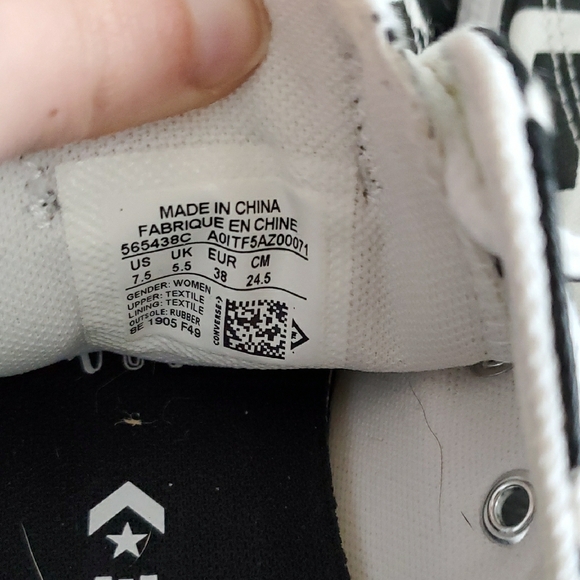 MADE IN CHINA
FABRIQUE EN CHINE
565438C A01TF5AZ00071
US UK EUR CM
7.5 5.5 38 24.5
GENDER: WOMEN
UPPER: TEXTILE
LINING: TEXTILE
OUTSOLE: RUBBER
8E 1905 F49
CONVERSE